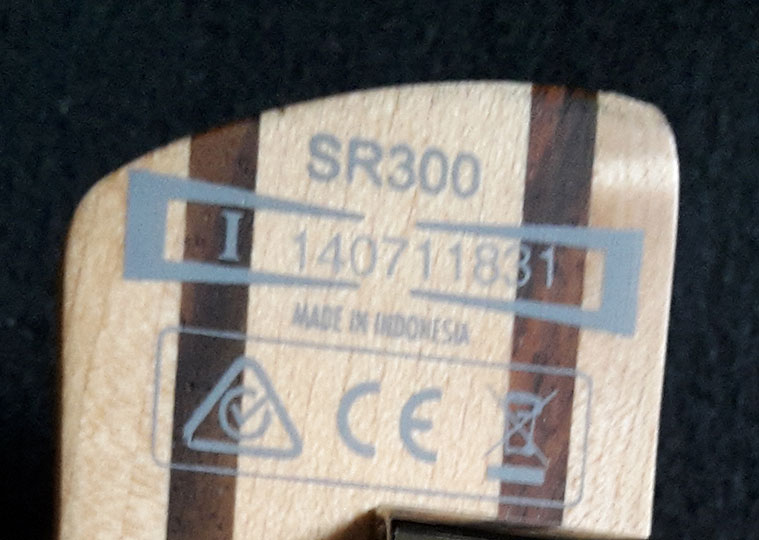 SR300
I 140711831
MADE IN INDONESIA
CE